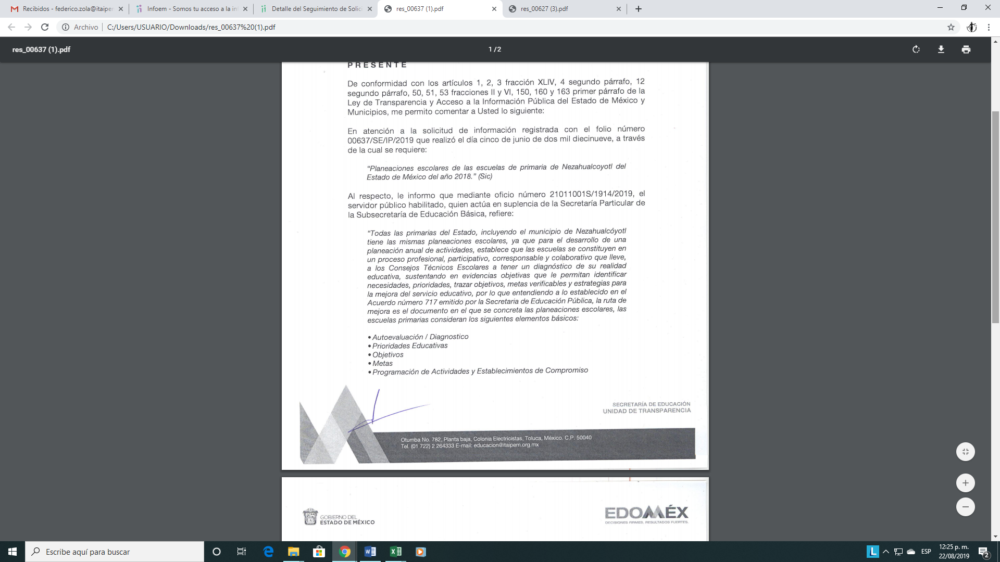 Recibidos - federico.zola@itaiper
Infoem - Somos tu acceso a la in
Detalle del Seguimiento de Solici
res_00637 (1).pdf
res_00627 (3).pdf
Archivo
C:/Users/USUARIO/Downloads/res_00637%20(1).pdf
res_00637 (1).pdf
1 / 2
PRESENTE
De conformidad con los artículos 1, 2, 3 fracción XLIV, 4 segundo párrafo, 12
segundo párrafo, 50, 51, 53 fracciones II y VI, 150, 160 y 163 primer párrafo de la
Ley de Transparencia y Acceso a la Información Pública del Estado de México y
Municipios, me permito comentar a Usted lo siguiente:
En atención a la solicitud de información registrada con el folio número
00637/SE/IP/2019 que realizó el día cinco de junio de dos mil diecinueve, a través
de la cual se requiere:
“Planeaciones escolares de las escuelas de primaria de Nezahualcoyotl del
Estado de México del año 2018.” (Sic)
Al respecto, le informo que mediante oficio número 21011001S/1914/2019, el
servidor público habilitado, quien actúa en suplencia de la Secretaría Particular de
la Subsecretaría de Educación Básica, refiere:
“Todas las primarias del Estado, incluyendo el municipio de Nezahualcóyotl
tiene las mismas planeaciones escolares, ya que para el desarrollo de una
planeación anual de actividades, establece que las escuelas se constituyen en
un proceso profesional, participativo, corresponsable y colaborativo que lleve,
a los Consejos Técnicos Escolares a tener un diagnóstico de su realidad
educativa, sustentando en evidencias objetivas que le permitan identificar
necesidades, prioridades, trazar objetivos, metas verificables y estrategias para
la mejora del servicio educativo, por lo que entendiendo a lo establecido en el
Acuerdo número 717 emitido por la Secretaria de Educación Pública, la ruta de
mejora es el documento en el que se concreta las planeaciones escolares, las
escuelas primarias consideran los siguientes elementos básicos:
• Autoevaluación / Diagnostico
• Prioridades Educativas
• Objetivos
• Metas
• Programación de Actividades y Establecimientos de Compromiso
SECRETARÍA DE EDUCACIÓN
UNIDAD DE TRANSPARENCIA
Otumba No. 782, Planta baja, Colonia Electricistas, Toluca, México. C.P. 50040
Tel. (01 722) 2 264333 E-mail: educacion@itaipem.org.mx
GOBIERNO DEL
ESTADO DE MÉXICO
EDOMÉX
DECISIONES FIRMES, RESULTADOS FUERTES.
Escribe aquí para buscar
ESP
12:25 p. m.
22/08/2019
2